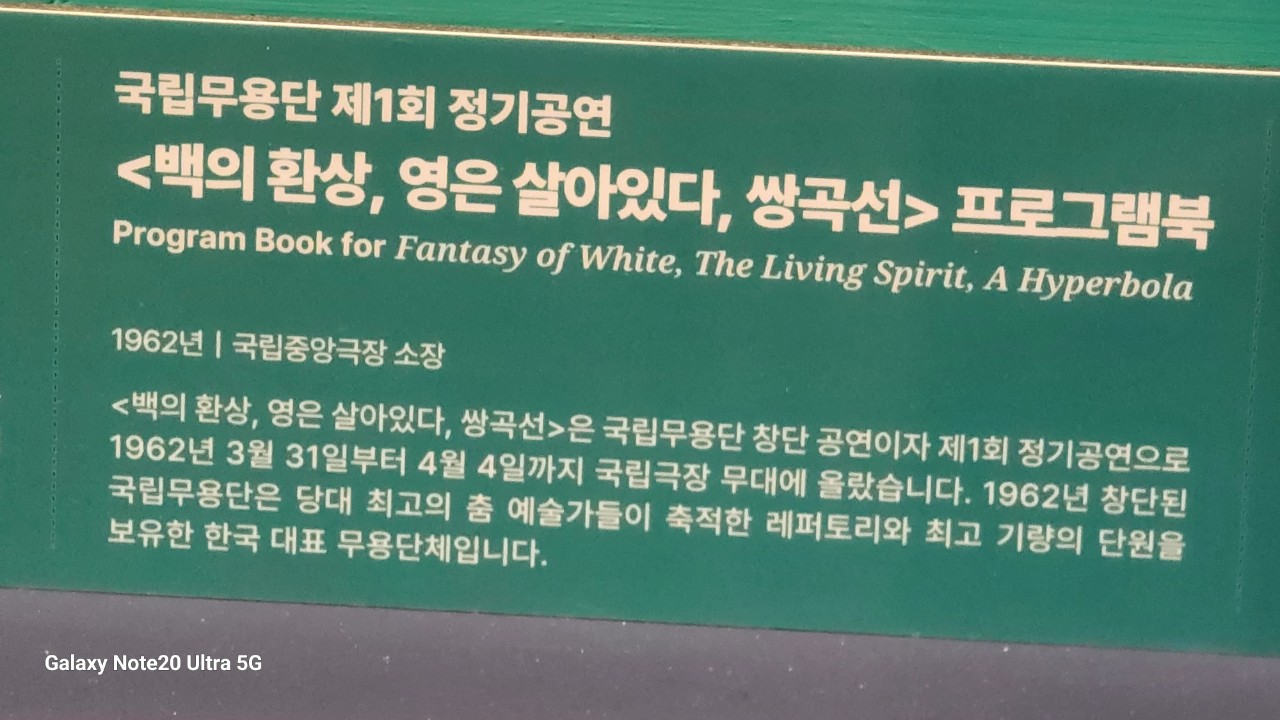 국립무용단 제1회 정기공연
<백의 환상, 영은 살아있다, 쌍곡선> 프로그램북
Program Book for Fantasy of White, The Living Spirit, A Hyperbola
1962년 | 국립중앙극장 소장
<백의 환상, 영은 살아있다, 쌍곡선>은 국립무용단 창단 공연이자 제1회 정기공연으로
1962년 3월 31일부터 4월 4일까지 국립극장 무대에 올랐습니다. 1962년 창단된
국립무용단은 당대 최고의 춤 예술가들이 축적한 레퍼토리와 최고 기량의 단원을
보유한 한국 대표 무용단체입니다.
Galaxy Note20 Ultra 5G